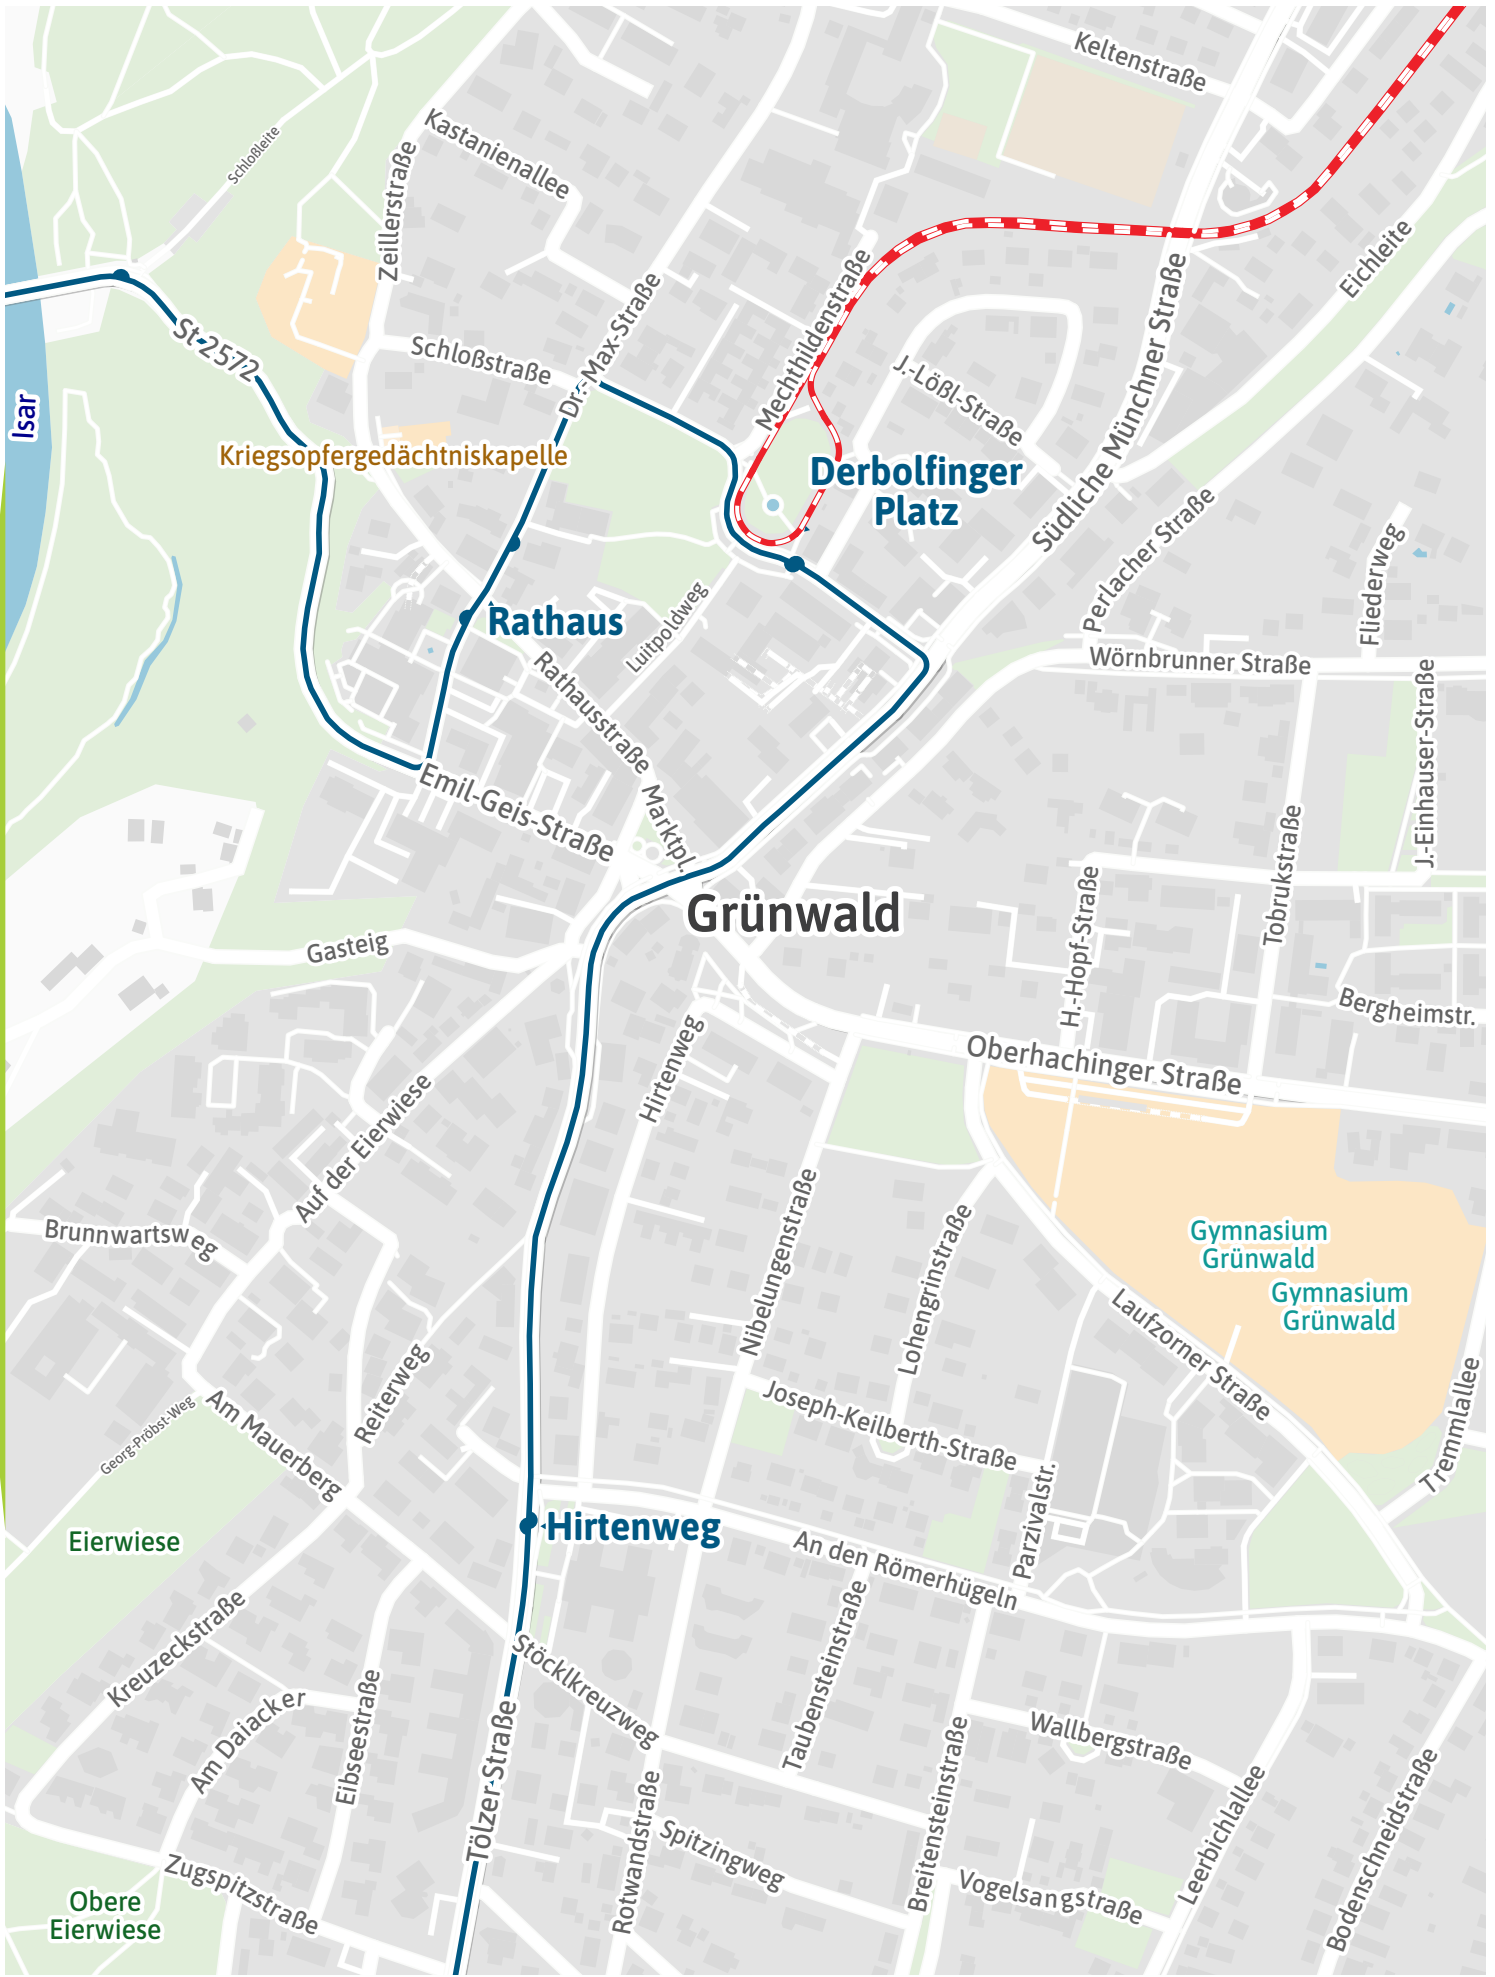 Keltenstraße
Kastanienallee
Schloßleite
Zeillerstraße
Eichleite
St 2572
Schloßstraße
Dr.-Max-Straße
Mechthildenstraße
J.-Lößl-Straße
Südliche Münchner Straße
Isar
Kriegsopfergedächtniskapelle
Derbolfinger
Platz
Perlacher Straße
Fliederweg
Rathaus
Luitpoldweg
Rathausstraße
Wörnbrunner Straße
J.-Einhauser-Straße
Emil-Geis-Straße
Marktpl.
Tobrukstraße
Grünwald
H.-Hopf-Straße
Gasteig
Bergheimstr.
Hirtenweg
Oberhachinger Straße
Auf der Eierwiese
Brunnwartsweg
Nibelungenstraße
Lohengrinstraße
Gymnasium
Grünwald
Gymnasium
Grünwald
Laufzorner Straße
Reiterweg
Georg-Pröbst-Weg
Am Mauerberg
Joseph-Keilberth-Straße
Tremmlallee
Parzivalstr.
Hirtenweg
Eierwiese
An den Römerhügeln
Kreuzeckstraße
Stöcklkreuzweg
Taubensteinstraße
Am Daiacker
Eibseestraße
Tölzer Straße
Wallbergstraße
Breitensteinstraße
Leerbichlallee
Bodenschneidstraße
Rotwandstraße
Spitzingweg
Vogelsangstraße
Zugspitzstraße
Obere
Eierwiese